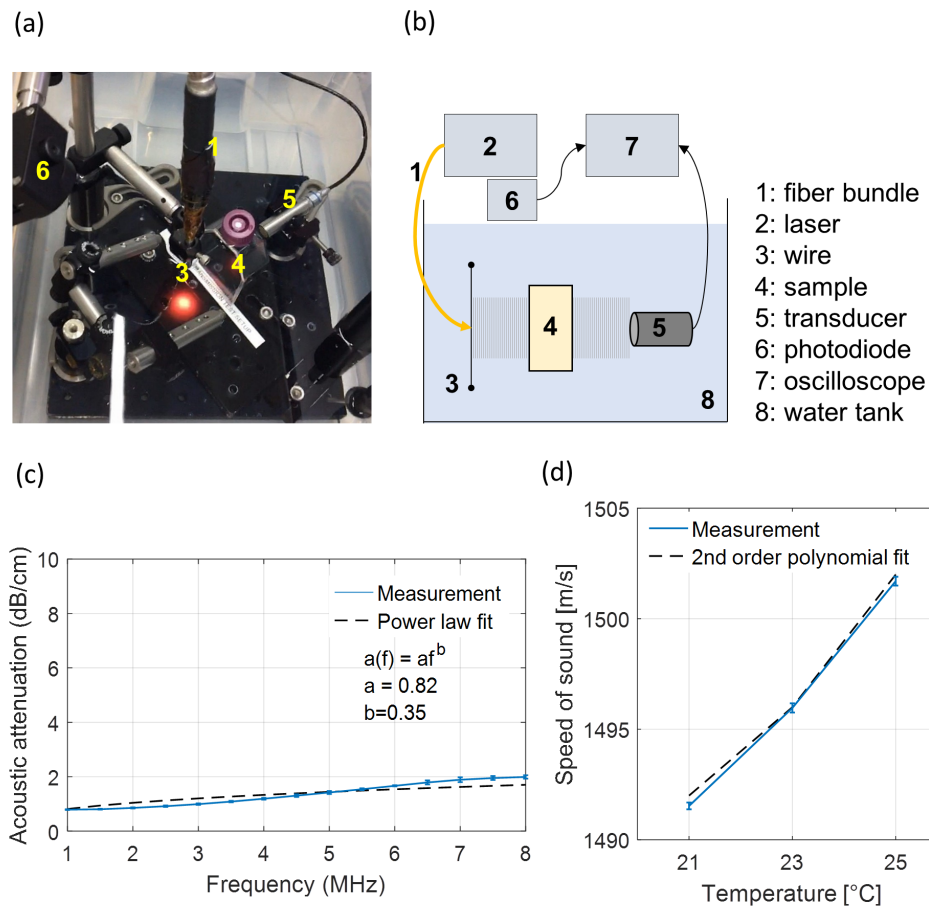 (a)
(b)
1
6
5
3
4
2
7
1
6
4
5
3
8
1: fiber bundle
2: laser
3: wire
4: sample
5: transducer
6: photodiode
7: oscilloscope
8: water tank
(c)
Acoustic attenuation (dB/cm)
10
8
6
4
2
0
Measurement
Power law fit
a(f) = af^b
a = 0.82
b=0.35
1 2 3 4 5 6 7 8
Frequency (MHz)
(d)
Speed of sound [m/s]
1505
1500
1495
1490
Measurement
2nd order polynomial fit
21 23 25
Temperature [°C]